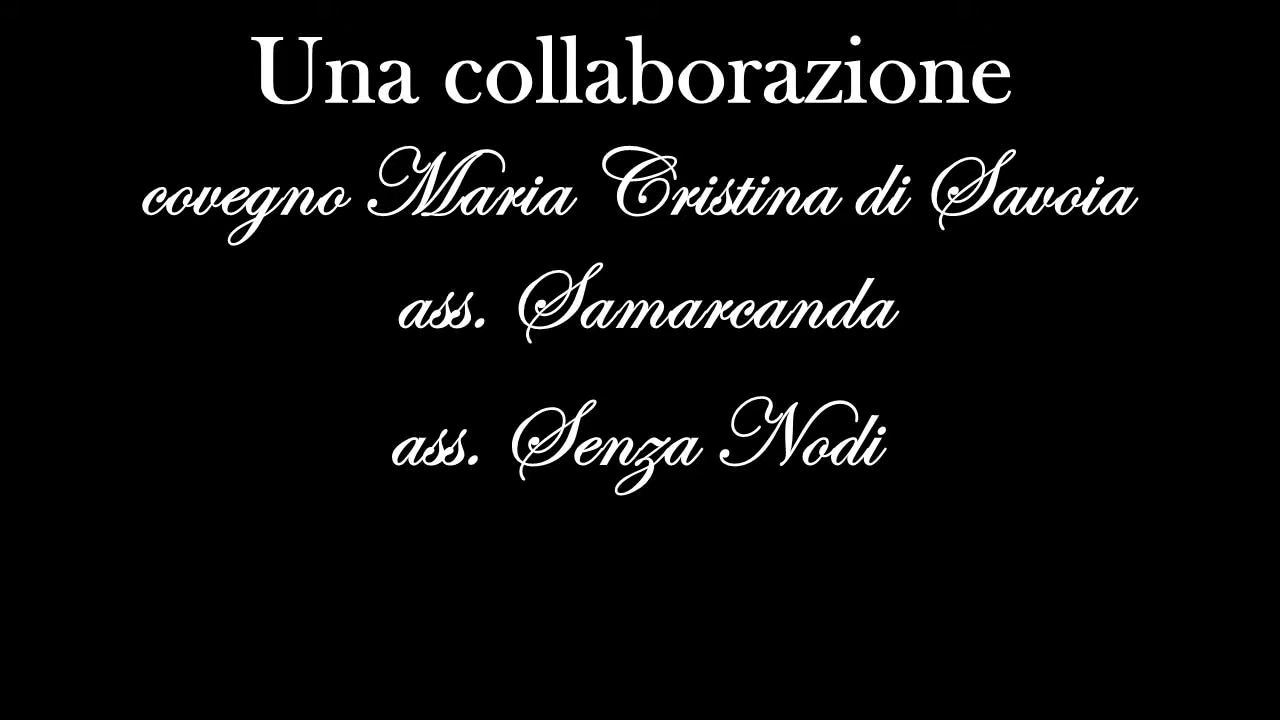 Una collaborazione
covegno Maria Cristina di Savoia
ass. Samarcanda
ass. Senza Nodi